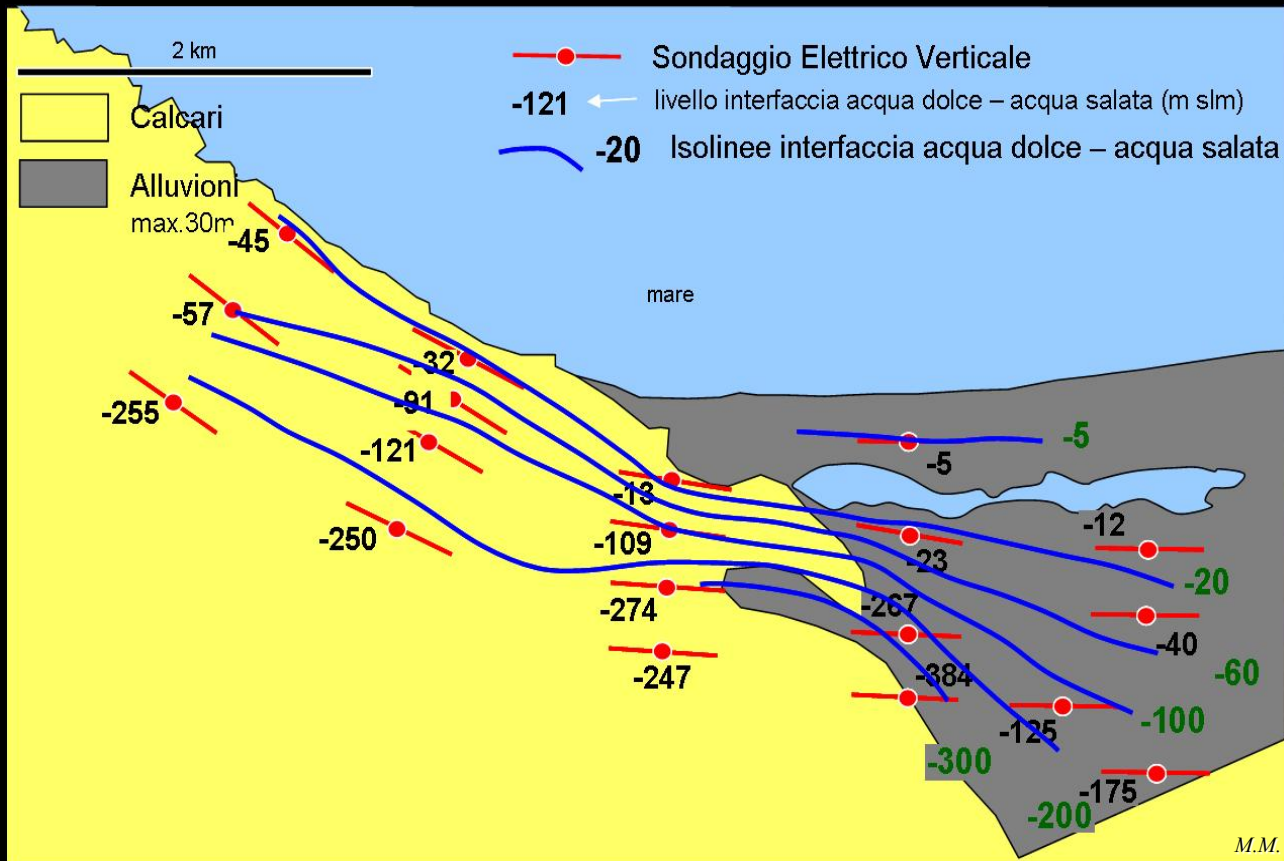 2 km
Sondaggio Elettrico Verticale
-121 livello interfaccia acqua dolce – acqua salata (m slm)
-20 Isolinee interfaccia acqua dolce – acqua salata
Calcari
Alluvioni
max.30m
-45
mare
-57
-32
-91
-255
-121
-5
-5
-13
-250
-109
-12
-23
-274
-20
-267
-40
-247
-384
-60
-125
-100
-300
-175
-200
M.M.